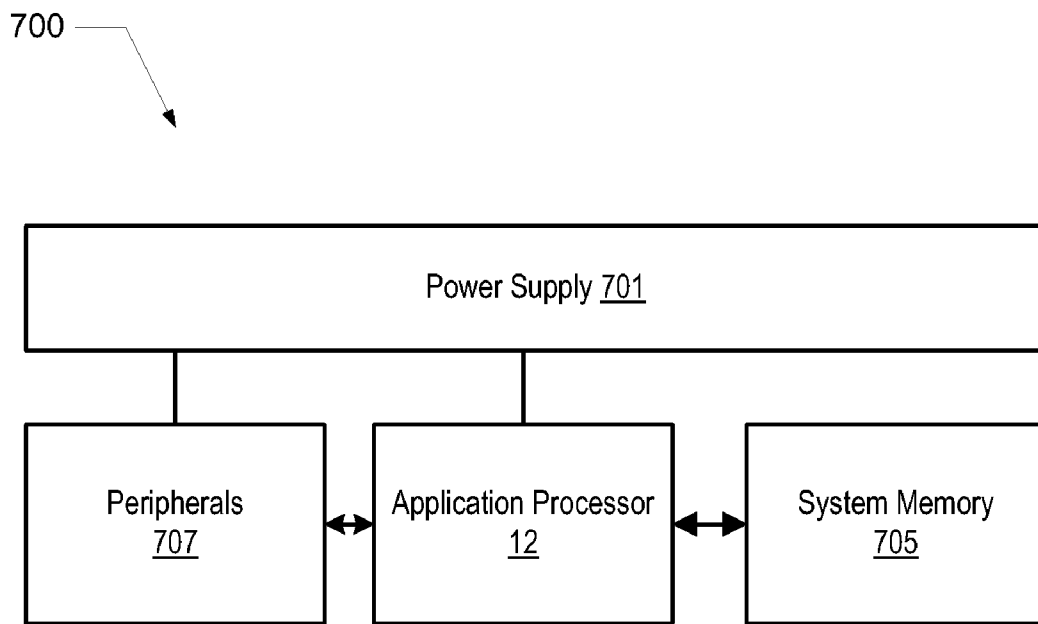 700
Power Supply 701
Peripherals
707
Application Processor
12
System Memory
705